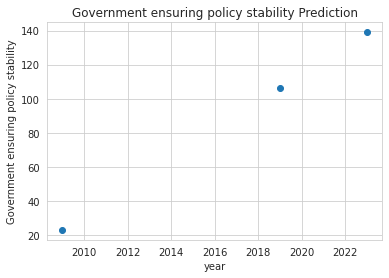 Government ensuring policy stability Prediction
Government ensuring policy stability
140
120
100
80
60
40
20
2010 2012 2014 2016 2018 2020 2022
year